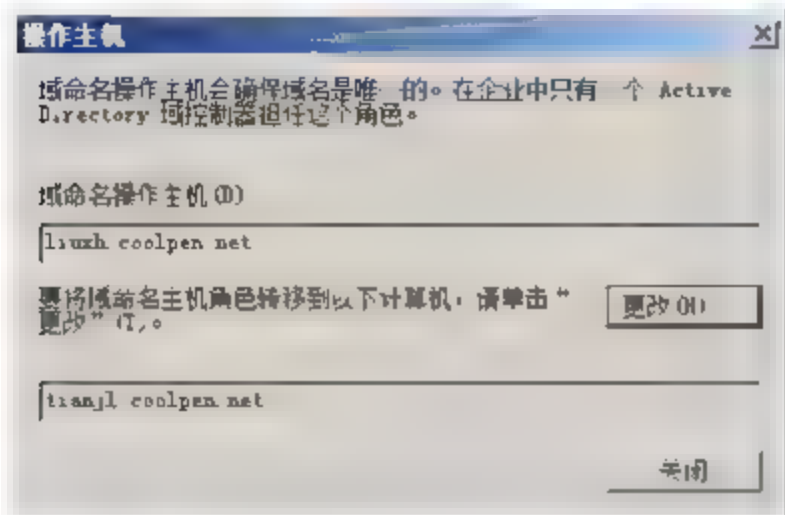 操作主机
域命名操作主机会确保域名是唯一的。在企业中只有一个 Active
Directory 域控制器担任这个角色。
域命名操作主机(D)
liuxh coolpen net
要将域命名主机角色转移到以下计算机，请单击“
更改”(T)。
更改(H)
tianjl coolpen net
关闭